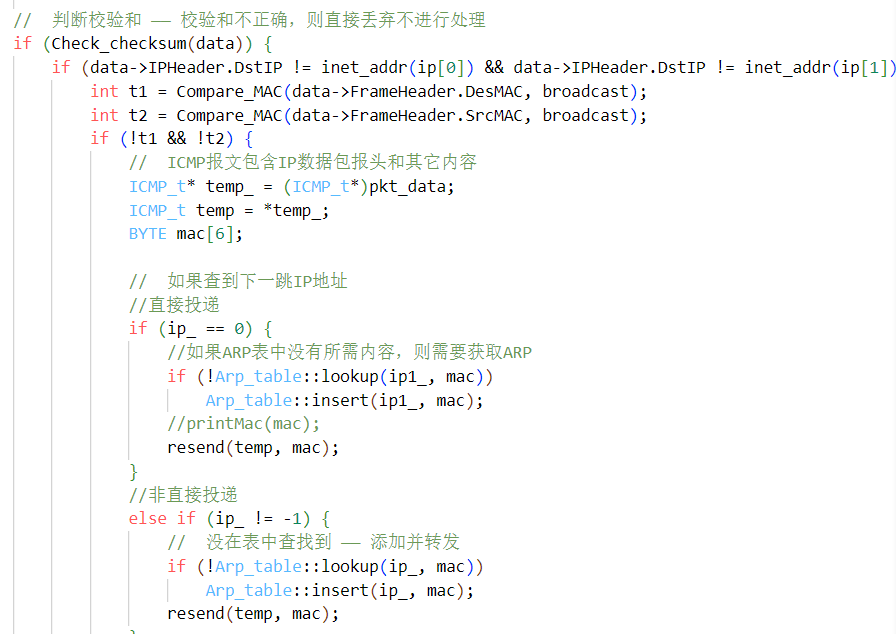 // 判断校验和 —— 校验和不正确，则直接丢弃不进行处理
if (Check_checksum(data)) {
if (data->IPHeader.DstIP != inet_addr(ip[0]) && data->IPHeader.DstIP != inet_addr(ip[1])
int t1 = Compare_MAC(data->FrameHeader.DesMAC, broadcast);
int t2 = Compare_MAC(data->FrameHeader.SrcMAC, broadcast);
if (!t1 && !t2) {
// ICMP报文包含IP数据包报头和其它内容
ICMP_t* temp_ = (ICMP_t*)pkt_data;
ICMP_t temp = *temp_;
BYTE mac[6];
// 如果查到下一跳IP地址
//直接投递
if (ip_ == 0) {
//如果ARP表中没有所需内容，则需要获取ARP
if (!Arp_table::lookup(ip1_, mac))
Arp_table::insert(ip1_, mac);
//printMac(mac);
resend(temp, mac);
}
//非直接投递
else if (ip_ != -1) {
// 没在表中查找到 —— 添加并转发
if (!Arp_table::lookup(ip_, mac))
Arp_table::insert(ip_, mac);
resend(temp, mac);
}